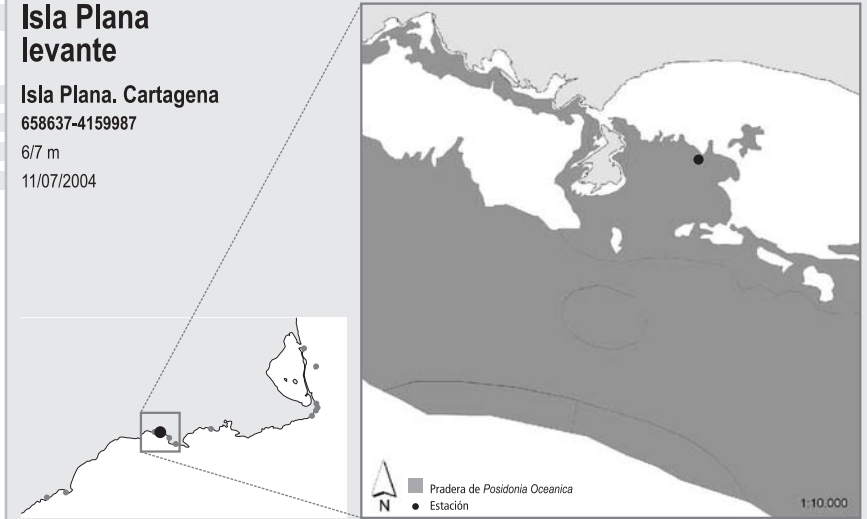 Isla Plana
levante
Isla Plana. Cartagena
658637-4159987
6/7 m
11/07/2004
N
Pradera de Posidonia Oceanica
Estación
1:10.000